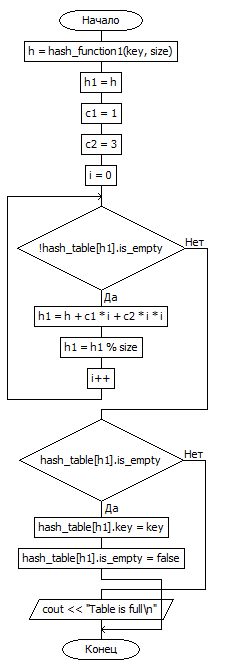 Начало
h = hash_function1(key, size)
h1 = h
c1 = 1
c2 = 3
i = 0
!hash_table[h1].is_empty
Нет
Да
h1 = h + c1 * i + c2 * i * i
h1 = h1 % size
i++
hash_table[h1].is_empty
Нет
Да
hash_table[h1].key = key
hash_table[h1].is_empty = false
cout << "Table is full\n"
Конец